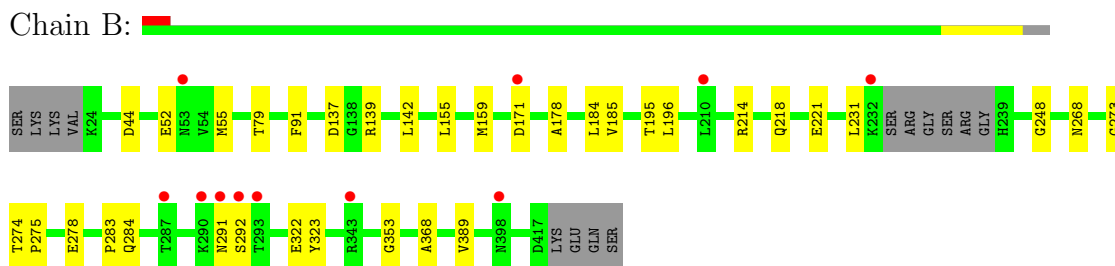 Chain B:
SER LYS LYS VAL K24 D44 E52 N53 V54 M55 T79 F91 D137 G138 R139 L142 L155 M159 D171 A178 L184 V185 T195 L196 L210 R214 Q218 E221 L231 K232 SER ARG GLY SER ARG GLY H239 G248 N268 G273
T274 P275 E278 P283 Q284 T287 K290 N291 S292 T293 E322 Y323 R343 G353 A368 V389 N398 D417 LYS GLU GLN SER